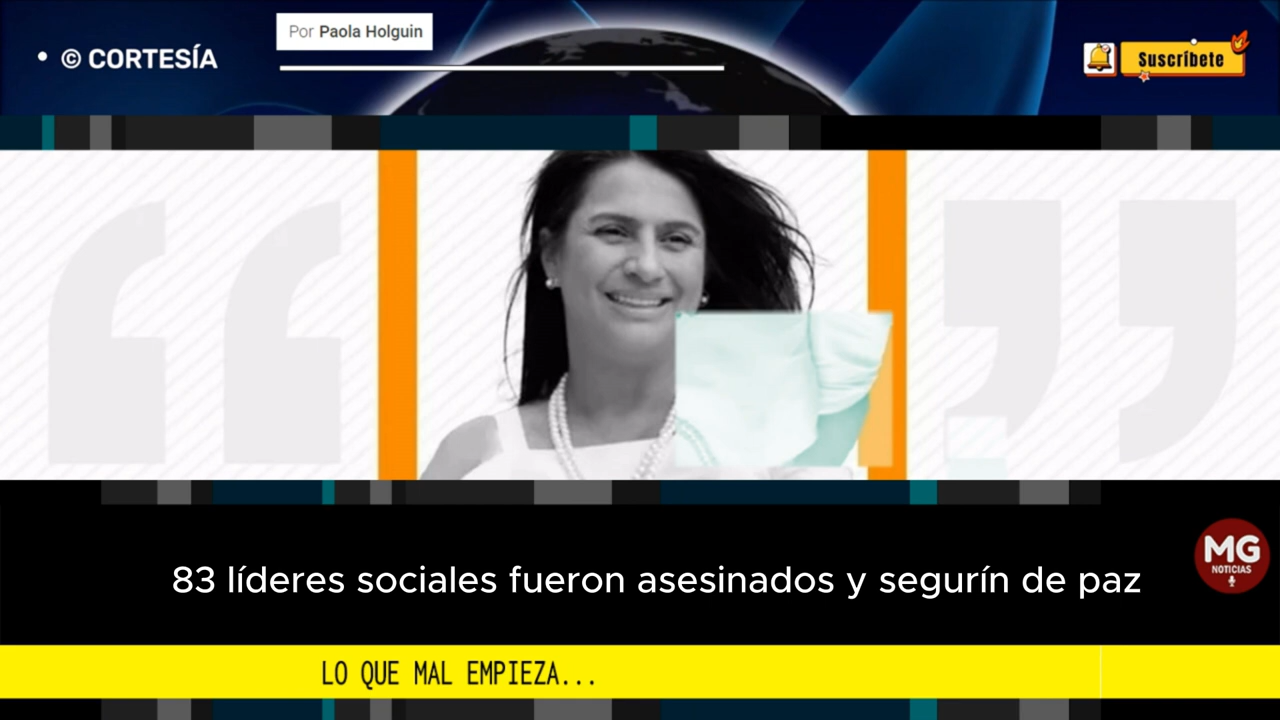 Por Paola Holguin
• © CORTESÍA
Suscríbete
83 líderes sociales fueron asesinados y segurín de paz
MG
NOTICIAS
LO QUE MAL EMPIEZA...